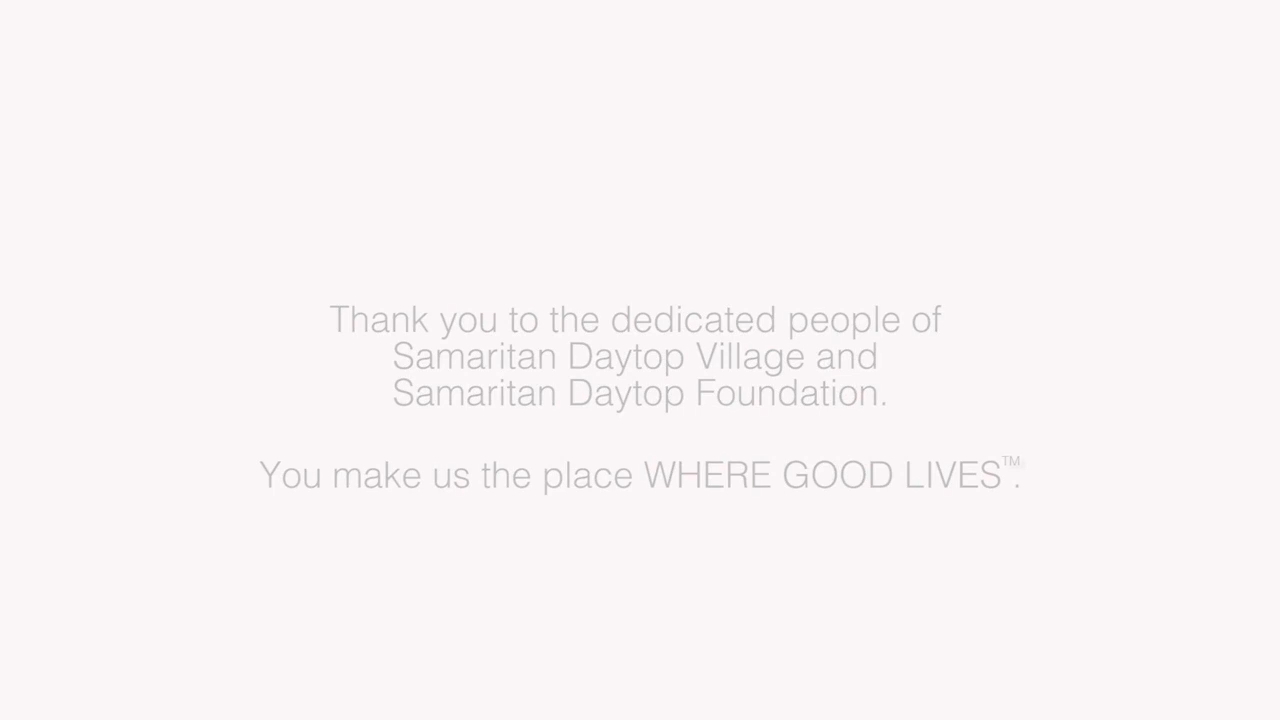 Thank you to the dedicated people of
Samaritan Daytop Village and
Samaritan Daytop Foundation.
You make us the place WHERE GOOD LIVES™.